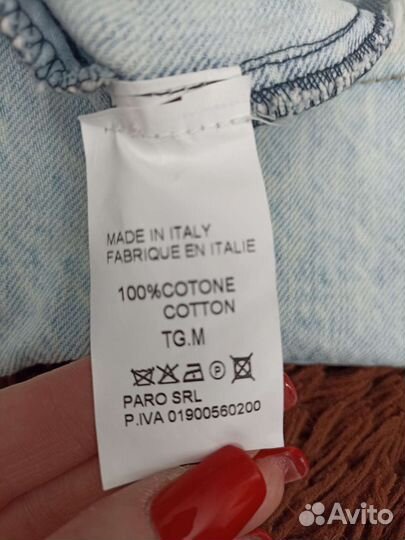 MADE IN ITALY
FABRIQUE EN ITALIE
100%COTONE
COTTON
TG.M
P
PARO SRL
P.IVA 01900560200
Avito